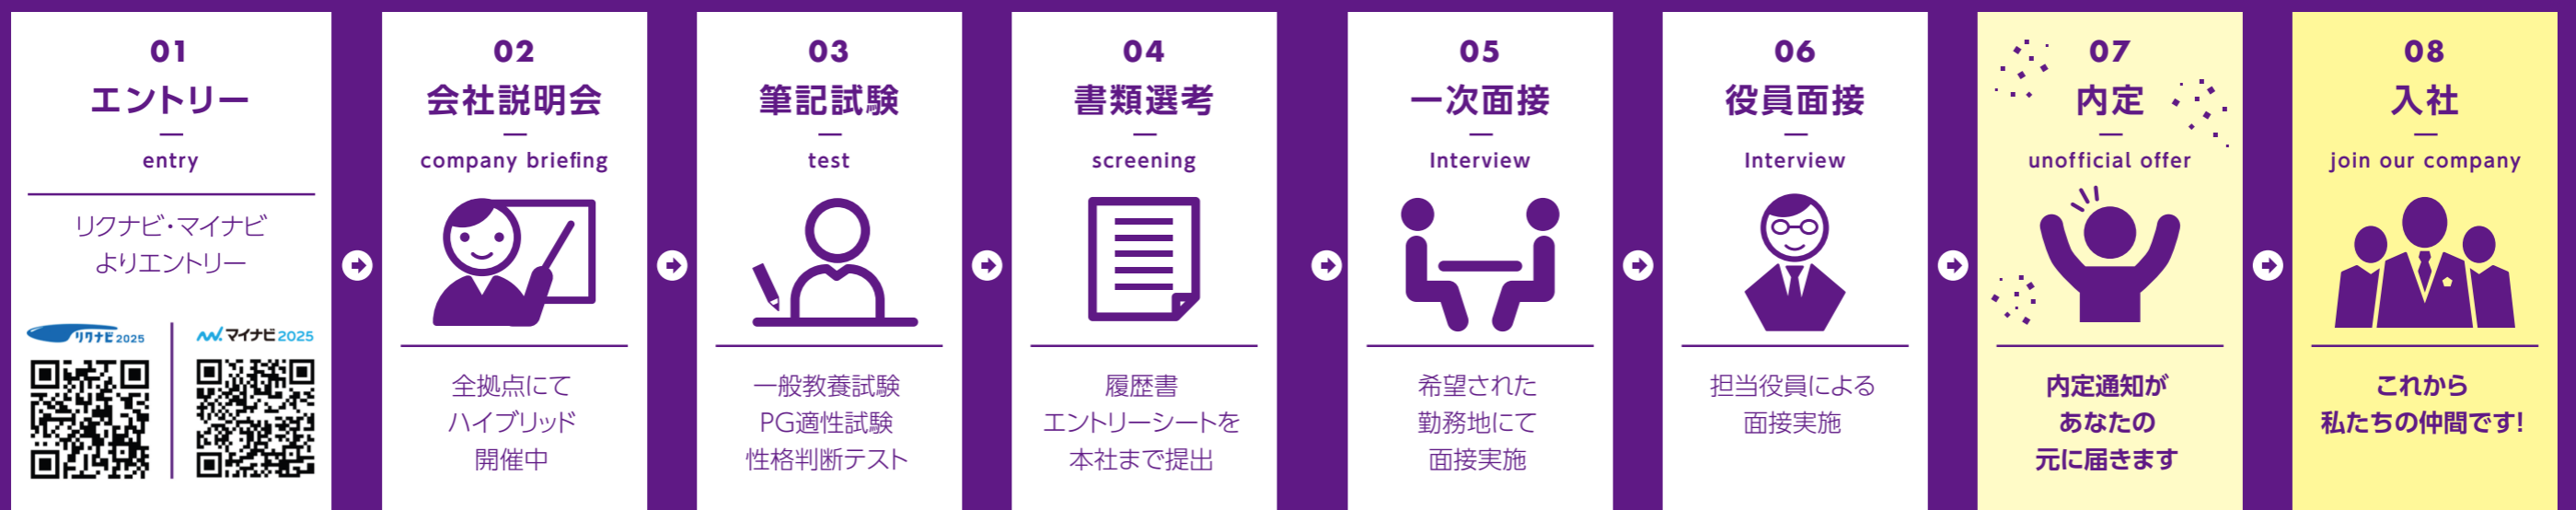 01
エントリー
entry
リクナビ・マイナビ
よりエントリー
リクナビ2025
マイナビ2025
02
会社説明会
company briefing
全拠点にて
ハイブリッド
開催中
03
筆記試験
test
一般教養試験
PG適性試験
性格判断テスト
04
書類選考
screening
履歴書
エントリーシートを
本社まで提出
05
一次面接
Interview
希望された
勤務地にて
面接実施
06
役員面接
Interview
担当役員による
面接実施
07
内定
unofficial offer
内定通知が
あなたの
元に届きます
08
入社
join our company
これから
私たちの仲間です!